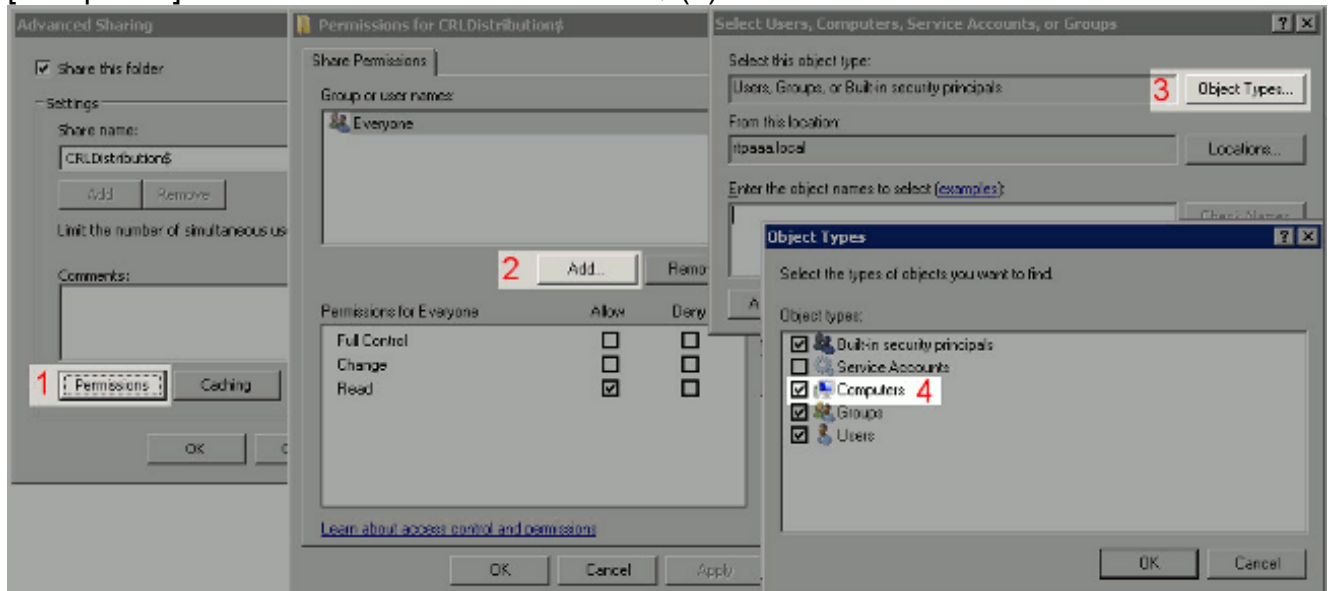 Advanced Sharing
Share this folder
Settings
Share name:
CRLDistribution$
Add Remove
Limit the number of simultaneous us
Comments:
1 Permissions Caching
OK
Permissions for CRLDistribution$
Share Permissions
Group or user names:
Everyone
2 Add... Remo
Permissions for Everyone Allow Deny
Full Control
Change
Read
Learn about access control and permissions
OK Cancel Apply
Select Users, Computers, Service Accounts, or Groups
Select this object type:
Users, Groups, or Built-in security principals 3 Object Types...
From this location:
rtpaaa.local Locations...
Enter the object names to select (examples):
Check Names
A
Object Types
Select the types of objects you want to find.
Object types:
Built-in security principals
Service Accounts
Computers 4
Groups
Users
OK Cancel